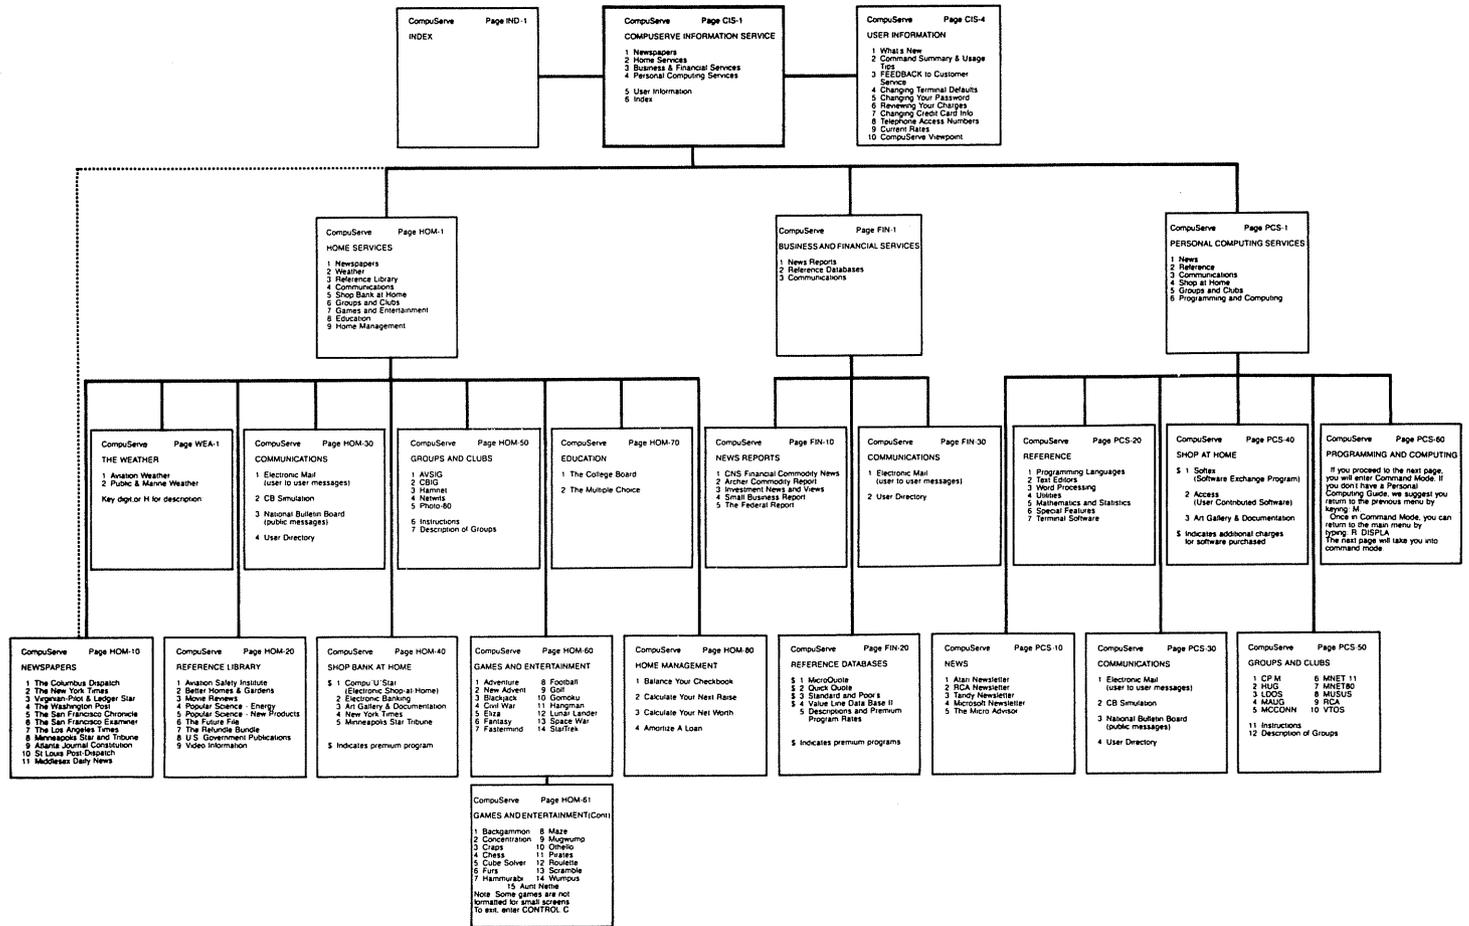 CompuServe Page IND-1
INDEX
CompuServe Page CIS-1
COMPUSERVE INFORMATION SERVICE
1 Newspapers
2 Home Services
3 Business & Financial Services
4 Personal Computing Services
5 User Information
6 Index
CompuServe Page CIS-4
USER INFORMATION
1 What's New
2 Command Summary & Usage
Tips
3 FEEDBACK to Customer
Service
4 Changing Terminal Defaults
5 Changing Your Password
6 Reviewing Your Charges
7 Changing Credit Card Info
8 Telephone Access Numbers
9 Current Rates
10 CompuServe Viewpoint
CompuServe Page HOM-1
HOME SERVICES
1 Newspapers
2 Weather
3 Reference Library
4 Communications
5 Shop Bank at Home
6 Groups and Clubs
7 Games and Entertainment
8 Education
9 Home Management
CompuServe Page FIN-1
BUSINESS AND FINANCIAL SERVICES
1 News Reports
2 Reference Databases
3 Communications
CompuServe Page PCS-1
PERSONAL COMPUTING SERVICES
1 News
2 Reference
3 Communications
4 Shop at Home
5 Groups and Clubs
6 Programming and Computing
CompuServe Page WEA-1
THE WEATHER
1 Aviation Weather
2 Public & Marine Weather
Key digit or H for description
CompuServe Page HOM-30
COMMUNICATIONS
1 Electronic Mail
(user to user messages)
2 CB Simulation
3 National Bulletin Board
(public messages)
4 User Directory
CompuServe Page HOM-50
GROUPS AND CLUBS
1 AVSIG
2 CBIG
3 Hamnet
4 Netwits
5 Photo-80
6 Instructions
7 Description of Groups
CompuServe Page HOM-70
EDUCATION
1 The College Board
2 The Multiple Choice
CompuServe Page FIN-10
NEWS REPORTS
1 CNS Financial Commodity News
2 Archer Commodity Report
3 Investment News and Views
4 Small Business Report
5 The Federal Report
CompuServe Page FIN-30
COMMUNICATIONS
1 Electronic Mail
(user to user messages)
2 User Directory
CompuServe Page PCS-20
REFERENCE
1 Programming Languages
2 Text Editors
3 Word Processing
4 Utilities
5 Mathematics and Statistics
6 Special Features
7 Terminal Software
CompuServe Page PCS-40
SHOP AT HOME
$ 1 Softex
(Software Exchange Program)
2 Access
(User Contributed Software)
3 Art Gallery & Documentation
$ Indicates additional charges
for software purchased
CompuServe Page PCS-60
PROGRAMMING AND COMPUTING
If you proceed to the next page,
you will enter Command Mode. If
you don't have a Personal
Computing Guide, we suggest you
return to the previous menu by
keying: M.
Once in Command Mode, you can
return to the main menu by
typing: R DISPLA
The next page will take you into
command mode
CompuServe Page HOM-10
NEWSPAPERS
1 The Columbus Dispatch
2 The New York Times
3 Virginian-Pilot & Ledger Star
4 The Washington Post
5 The San Francisco Chronicle
6 The San Francisco Examiner
7 The Los Angeles Times
8 Minneapolis Star and Tribune
9 Atlanta Journal Constitution
10 St Louis Post-Dispatch
11 Middlesex Daily News
CompuServe Page HOM-20
REFERENCE LIBRARY
1 Aviation Safety Institute
2 Better Homes & Gardens
3 Movie Reviews
4 Popular Science - Energy
5 Popular Science - New Products
6 The Future File
7 The Refundle Bundle
8 U S Government Publications
9 Video Information
CompuServe Page HOM-40
SHOP BANK AT HOME
$ 1 Compu'U'Star
(Electronic Shop-at-Home)
2 Electronic Banking
3 Art Gallery & Documentation
4 New York Times
5 Minneapolis Star Tribune
$ Indicates premium program
CompuServe Page HOM-60
GAMES AND ENTERTAINMENT
1 Adventure 8 Football
2 New Advent 9 Golf
3 Blackjack 10 Gomoku
4 Civil War 11 Hangman
5 Eliza 12 Lunar Lander
6 Fantasy 13 Space War
7 Fastermind 14 StarTrek
CompuServe Page HOM-80
HOME MANAGEMENT
1 Balance Your Checkbook
2 Calculate Your Next Raise
3 Calculate Your Net Worth
4 Amortize A Loan
CompuServe Page FIN-20
REFERENCE DATABASES
$ 1 MicroQuote
$ 2 Quick Quote
$ 3 Standard and Poor's
$ 4 Value Line Data Base II
5 Descriptions and Premium
Program Rates
$ Indicates premium programs
CompuServe Page PCS-10
NEWS
1 Atari Newsletter
2 RCA Newsletter
3 Tandy Newsletter
4 Microsoft Newsletter
5 The Micro Advisor
CompuServe Page PCS-30
COMMUNICATIONS
1 Electronic Mail
(user to user messages)
2 CB Simulation
3 National Bulletin Board
(public messages)
4 User Directory
CompuServe Page PCS-50
GROUPS AND CLUBS
1 CP M 6 MNET 11
2 HUG 7 MNET80
3 LDOS 8 MUSUS
4 MAUG 9 RCA
5 MCCONN 10 VTOS
11 Instructions
12 Description of Groups
CompuServe Page HOM-61
GAMES AND ENTERTAINMENT(Cont)
1 Backgammon 8 Maze
2 Concentration 9 Mugwump
3 Craps 10 Othello
4 Chess 11 Pirates
5 Cube Solver 12 Roulette
6 Furs 13 Scramble
7 Hammurabi 14 Wumpus
15 Aunt Nettie
Note Some games are not
formatted for small screens
To exit, enter CONTROL C